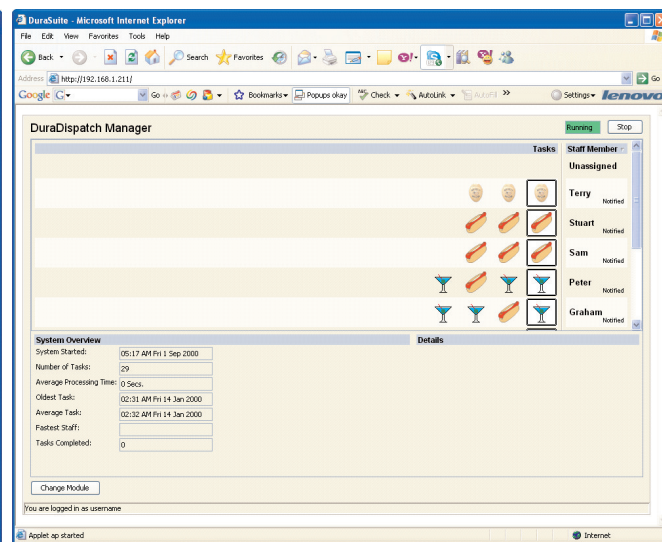 DuraSuite - Microsoft Internet Explorer
File Edit View Favorites Tools Help
Back Search Favorites
Address http://192.168.1.211/ Go
Google G Go Bookmarks Popups okay ABC Check AutoLink AutoFill Settings lenovo
DuraDispatch Manager Running Stop
Tasks Staff Member
Unassigned
Terry Notified
Stuart Notified
Sam Notified
Peter Notified
Graham Notified
System Overview Details
System Started: 05:17 AM Fri 1 Sep 2000
Number of Tasks: 29
Average Processing Time: 0 Secs.
Oldest Task: 02:31 AM Fri 14 Jan 2000
Average Task: 02:32 AM Fri 14 Jan 2000
Fastest Staff:
Tasks Completed: 0
Change Module
You are logged in as username
Applet ap started Internet